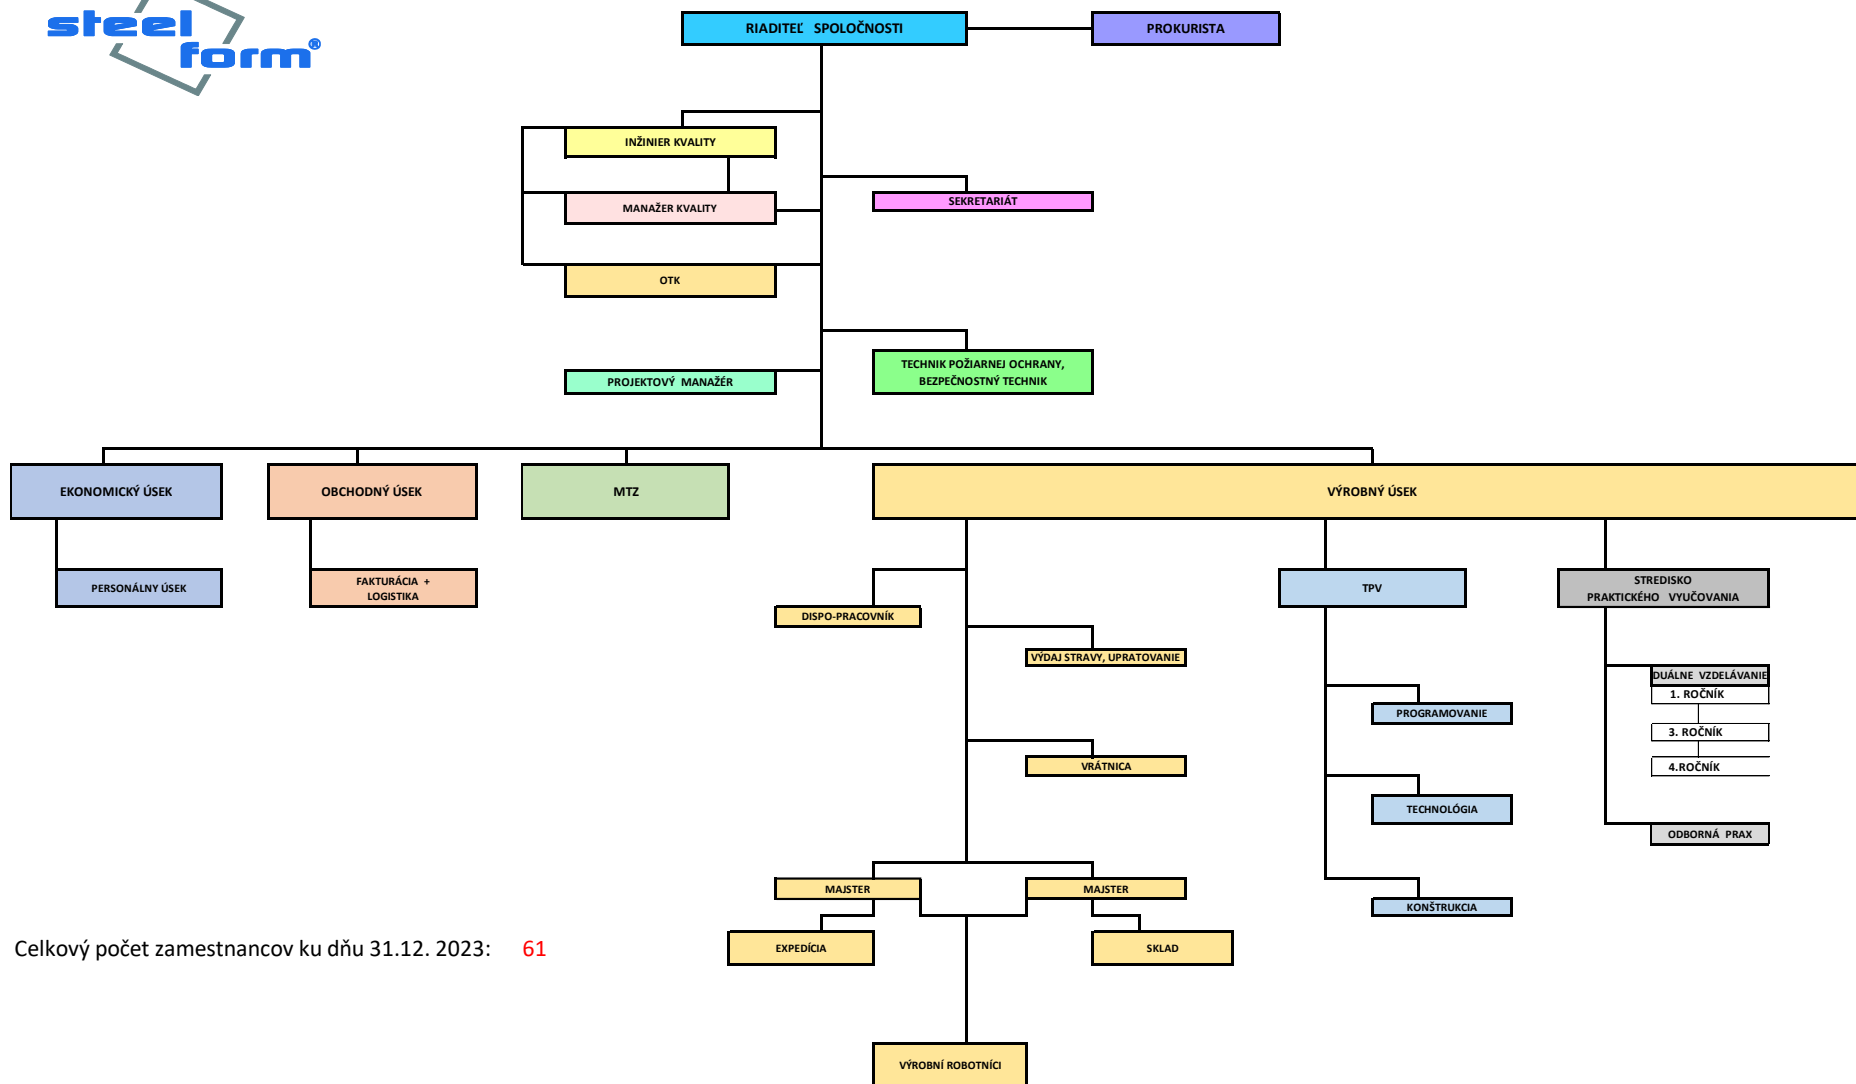 steel
form®
RIADITEĽ SPOLOČNOSTI
PROKURISTA
INŽINIER KVALITY
MANAŽER KVALITY
SEKRETARIÁT
OTK
TECHNIK POŽIARNEJ OCHRANY,
BEZPEČNOSTNÝ TECHNIK
PROJEKTOVÝ MANAŽÉR
EKONOMICKÝ ÚSEK
OBCHODNÝ ÚSEK
MTZ
VÝROBNÝ ÚSEK
PERSONÁLNY ÚSEK
FAKTURÁCIA +
LOGISTIKA
TPV
STREDISKO
PRAKTICKÉHO VYUČOVANIA
DISPO-PRACOVNÍK
VÝDAJ STRAVY, UPRATOVANIE
DUÁLNE VZDELÁVANIE
1. ROČNÍK
PROGRAMOVANIE
3. ROČNÍK
VRÁTNICA
4.ROČNÍK
TECHNOLÓGIA
ODBORNÁ PRAX
MAJSTER
MAJSTER
KONŠTRUKCIA
Celkový počet zamestnancov ku dňu 31.12. 2023: 61
EXPEDÍCIA
SKLAD
VÝROBNÍ ROBOTNÍCI